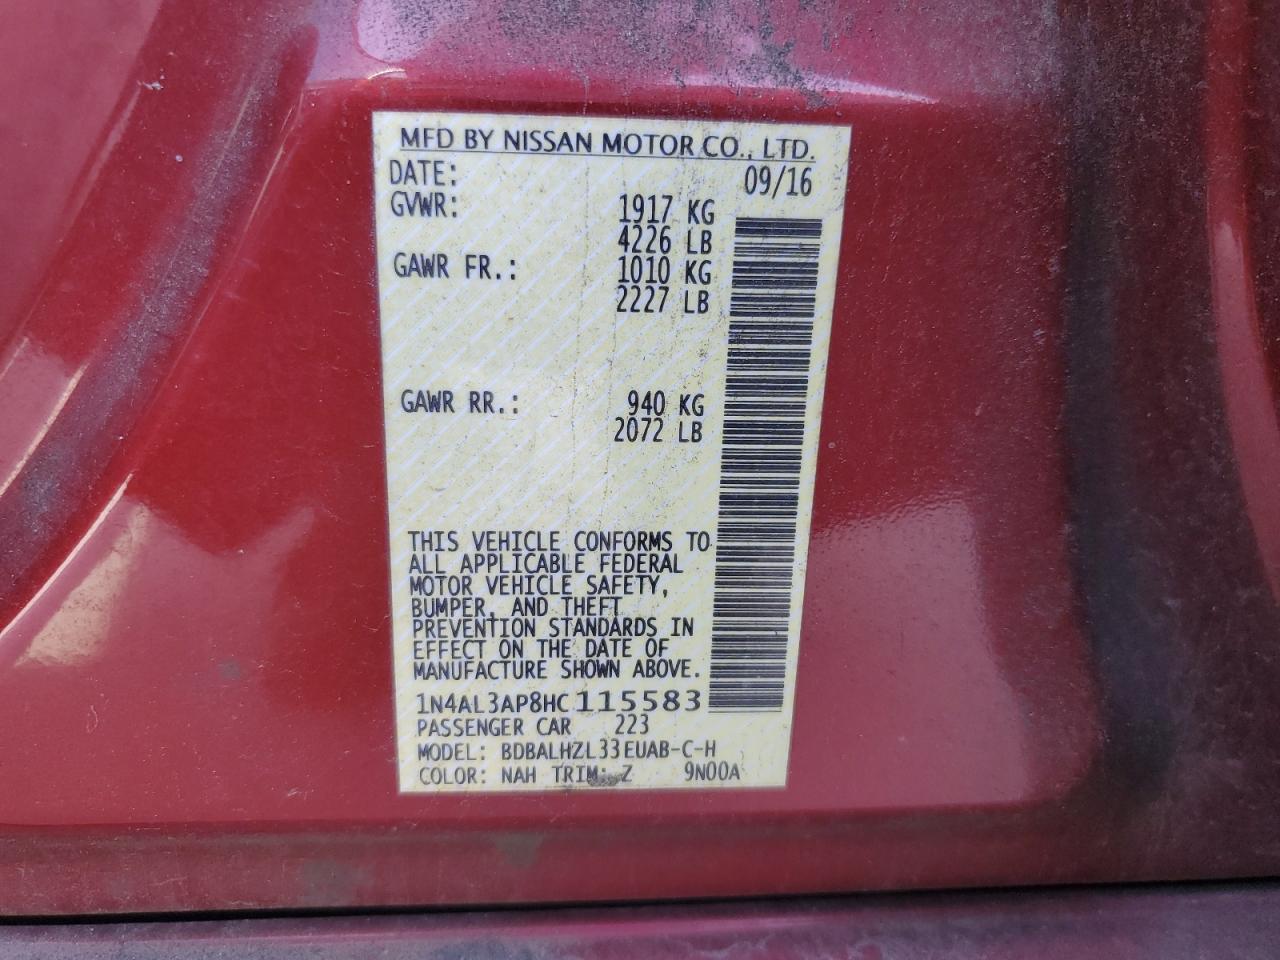 MFD BY NISSAN MOTOR CO., LTD.
DATE: 09/16
GVWR: 1917 KG
4226 LB
GAWR FR.: 1010 KG
2227 LB
GAWR RR.: 940 KG
2072 LB
THIS VEHICLE CONFORMS TO
ALL APPLICABLE FEDERAL
MOTOR VEHICLE SAFETY,
BUMPER, AND THEFT
PREVENTION STANDARDS IN
EFFECT ON THE DATE OF
MANUFACTURE SHOWN ABOVE.
1N4AL3AP8HC115583
PASSENGER CAR 223
MODEL: BDBALHZL33EUAB-C-H
COLOR: NAH TRIM: Z 9N00A